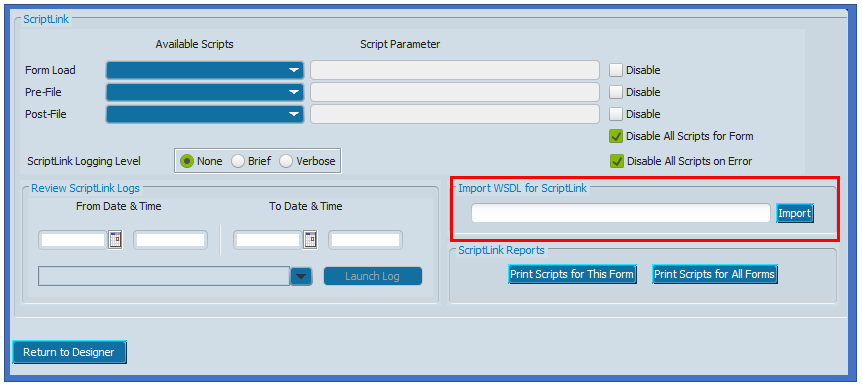 ScriptLink
Available Scripts Script Parameter
Form Load Disable
Pre-File Disable
Post-File Disable
Disable All Scripts for Form
ScriptLink Logging Level None Brief Verbose Disable All Scripts on Error
Review ScriptLink Logs
From Date & Time To Date & Time
Launch Log
Import WSDL for ScriptLink
Import
ScriptLink Reports
Print Scripts for This Form Print Scripts for All Forms
Return to Designer